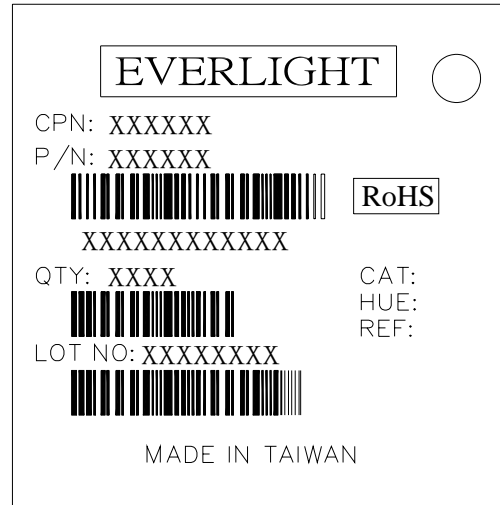 EVERLIGHT
CPN: XXXXXX
P/N: XXXXXX
RoHS
XXXXXXXXXXXX
QTY: XXXX
CAT:
HUE:
REF:
LOT NO: XXXXXXXX
MADE IN TAIWAN